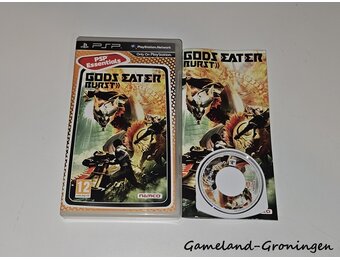 PSP
PlayStation Network
PSP
Essentials
Only On PlayStation
GODS EATER
BURST
12
NAMCO
GODS EATER
BURST
Gameland-Groningen